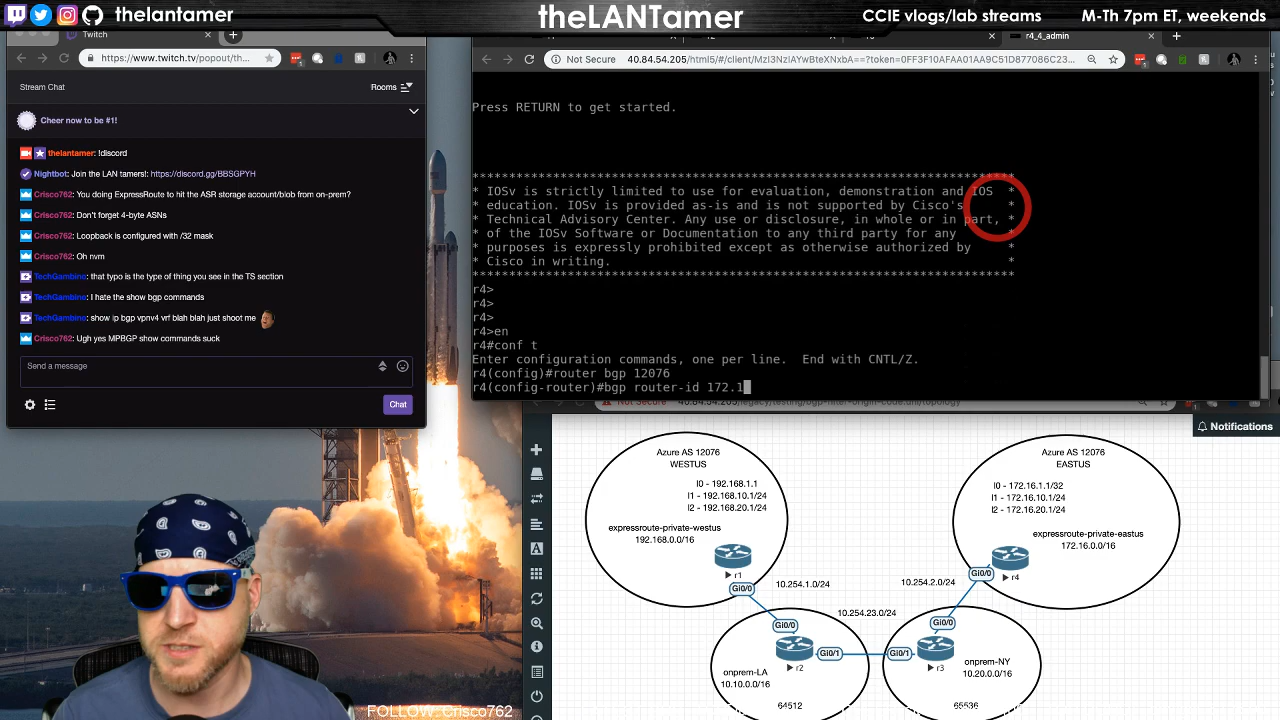 theLANTamer
theLANTamer
CCIE vlogs/lab streams
M-Th 7pm ET, weekends
Twitch
https://www.twitch.tv/popout/th...
Stream Chat
Rooms
Cheer now to be #1!
thelantamer: !discord
Nightbot: Join the LAN tamers!: https://discord.gg/BBSGPYH
Crisco762: You doing ExpressRoute to hit the ASR storage account/blob from on-prem?
Crisco762: Don't forget 4-byte ASNs
Crisco762: Loopback is configured with /32 mask
Crisco762: Oh nvm
TechGambino: that typo is the type of thing you see in the TS section
TechGambino: I hate the show bgp commands
TechGambino: show ip bgp vpnv4 vrf blah blah just shoot me
Crisco762: Ugh yes MPBGP show commands suck
Send a message
Chat
r4_4_admin
Not Secure
40.84.54.205/html5/#/client/MzI3NzIAYwBteXNxbA==?token=0FF3F10AFAA01AA9C51D877086C23...
Press RETURN to get started.
**************************************************************************
* IOSv is strictly limited to use for evaluation, demonstration and IOS *
* education. IOSv is provided as-is and is not supported by Cisco's *
* Technical Advisory Center. Any use or disclosure, in whole or in part, *
* of the IOSv Software or Documentation to any third party for any *
* purposes is expressly prohibited except as otherwise authorized by *
* Cisco in writing. *
**************************************************************************
r4>
r4>
r4>
r4>en
r4#conf t
Enter configuration commands, one per line. End with CNTL/Z.
r4(config)#router bgp 12076
r4(config-router)#bgp router-id 172.1
Notifications
Azure AS 12076
WESTUS
l0 - 192.168.1.1
l1 - 192.168.10.1/24
l2 - 192.168.20.1/24
expressroute-private-westus
192.168.0.0/16
r1
Gi0/0
10.254.1.0/24
Azure AS 12076
EASTUS
l0 - 172.16.1.1/32
l1 - 172.16.10.1/24
l2 - 172.16.20.1/24
expressroute-private-eastus
172.16.0.0/16
Gi0/0
r4
10.254.2.0/24
10.254.23.0/24
Gi0/0
Gi0/1
r2
onprem-LA
10.10.0.0/16
64512
Gi0/0
Gi0/1
r3
onprem-NY
10.20.0.0/16
65536
FOLLOW: Crisco762